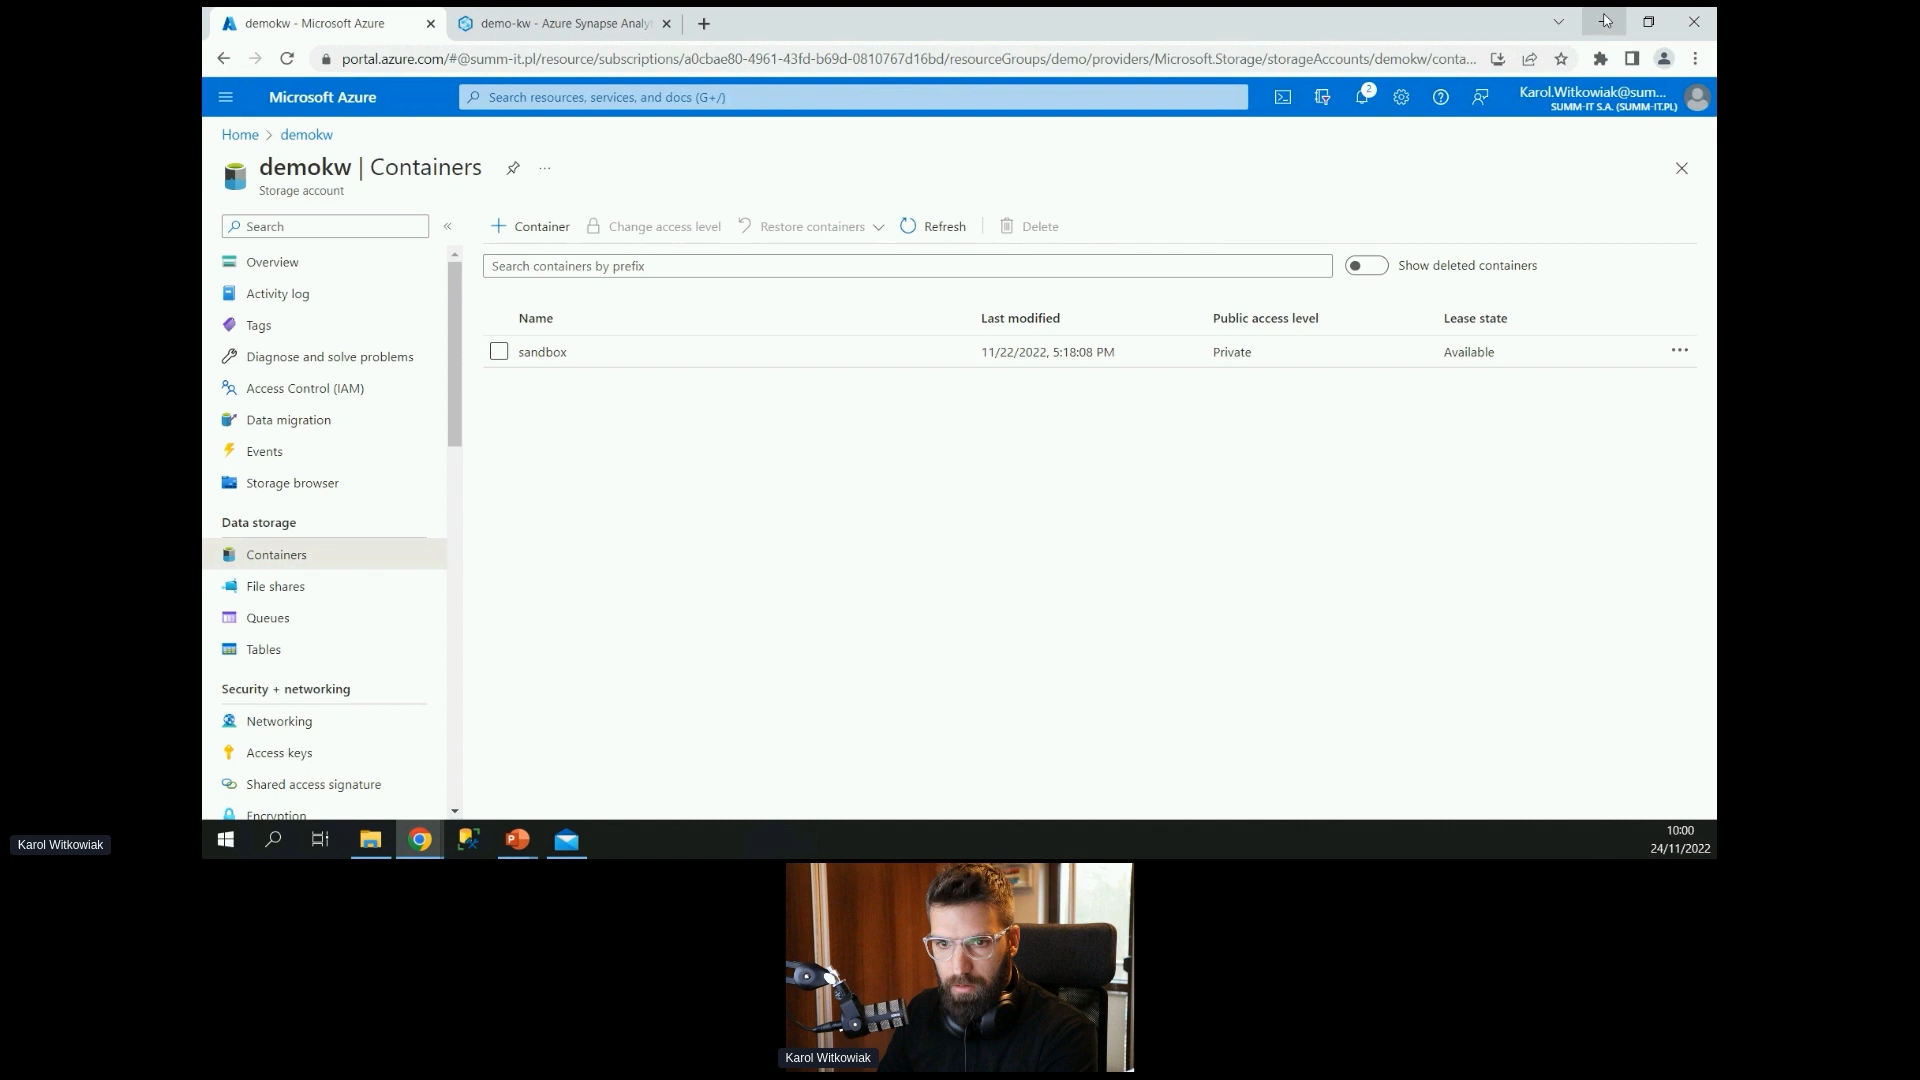 demokw - Microsoft Azure
demo-kw - Azure Synapse Analyt
portal.azure.com/#@summ-it.pl/resource/subscriptions/a0cbae80-4961-43fd-b69d-0810767d16bd/resourceGroups/demo/providers/Microsoft.Storage/storageAccounts/demokw/conta...
Microsoft Azure
Search resources, services, and docs (G+/)
2
Karol.Witkowiak@sum...
SUMM-IT S.A. (SUMM-IT.PL)
Home > demokw
demokw | Containers
...
Storage account
Search
«
Container
Change access level
Restore containers
Refresh
Delete
Search containers by prefix
Show deleted containers
Name
Last modified
Public access level
Lease state
sandbox
11/22/2022, 5:18:08 PM
Private
Available
...
Overview
Activity log
Tags
Diagnose and solve problems
Access Control (IAM)
Data migration
Events
Storage browser
Data storage
Containers
File shares
Queues
Tables
Security + networking
Networking
Access keys
Shared access signature
Encryption
P
10:00
24/11/2022
Karol Witkowiak
Karol Witkowiak